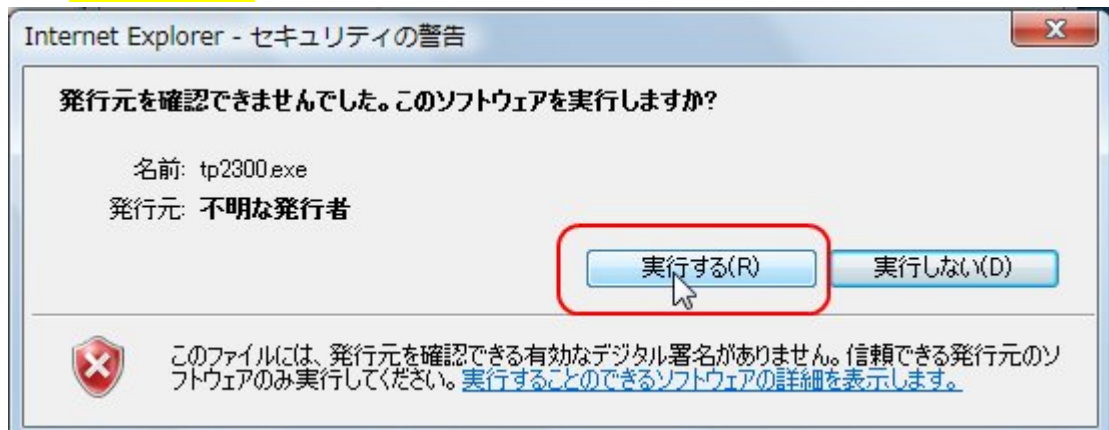 Internet Explorer - セキュリティの警告
発行元を確認できませんでした。このソフトウェアを実行しますか?
名前: tp2300.exe
発行元: 不明な発行者
実行する(R) 実行しない(D)
このファイルには、発行元を確認できる有効なデジタル署名がありません。信頼できる発行元のソ
フトウェアのみ実行してください。実行することのできるソフトウェアの詳細を表示します。